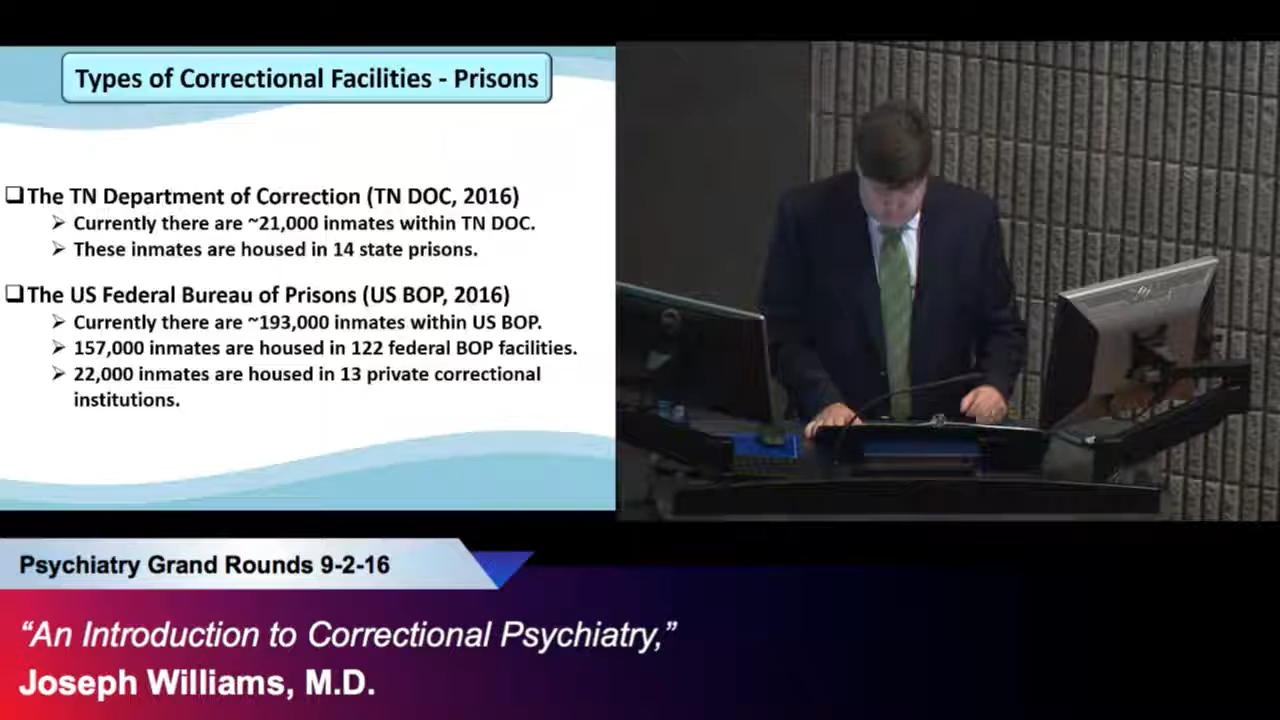 Types of Correctional Facilities - Prisons
The TN Department of Correction (TN DOC, 2016)
Currently there are ~21,000 inmates within TN DOC.
These inmates are housed in 14 state prisons.
The US Federal Bureau of Prisons (US BOP, 2016)
Currently there are ~193,000 inmates within US BOP.
157,000 inmates are housed in 122 federal BOP facilities.
22,000 inmates are housed in 13 private correctional
institutions.
Psychiatry Grand Rounds 9-2-16
“An Introduction to Correctional Psychiatry,”
Joseph Williams, M.D.